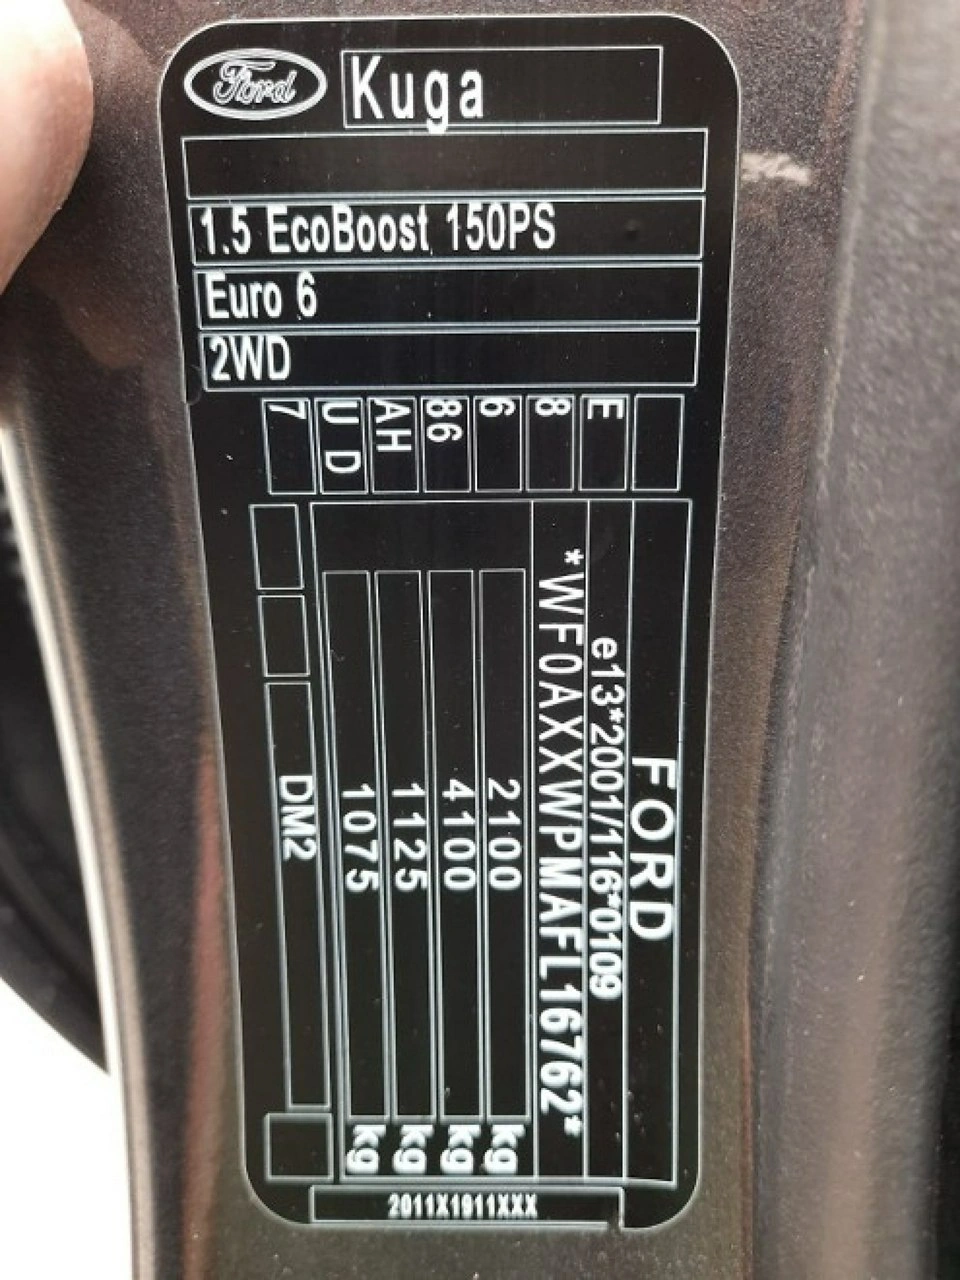 Ford
Kuga
1.5 EcoBoost 150PS
Euro 6
2WD
7
U D
AH
86
6
8
E
FORD
e13*2001/116*0109
*WF0AXXWPMAFL16762*
2100 kg
4100 kg
1125 kg
1075 kg
DM2
2011X1911XXX